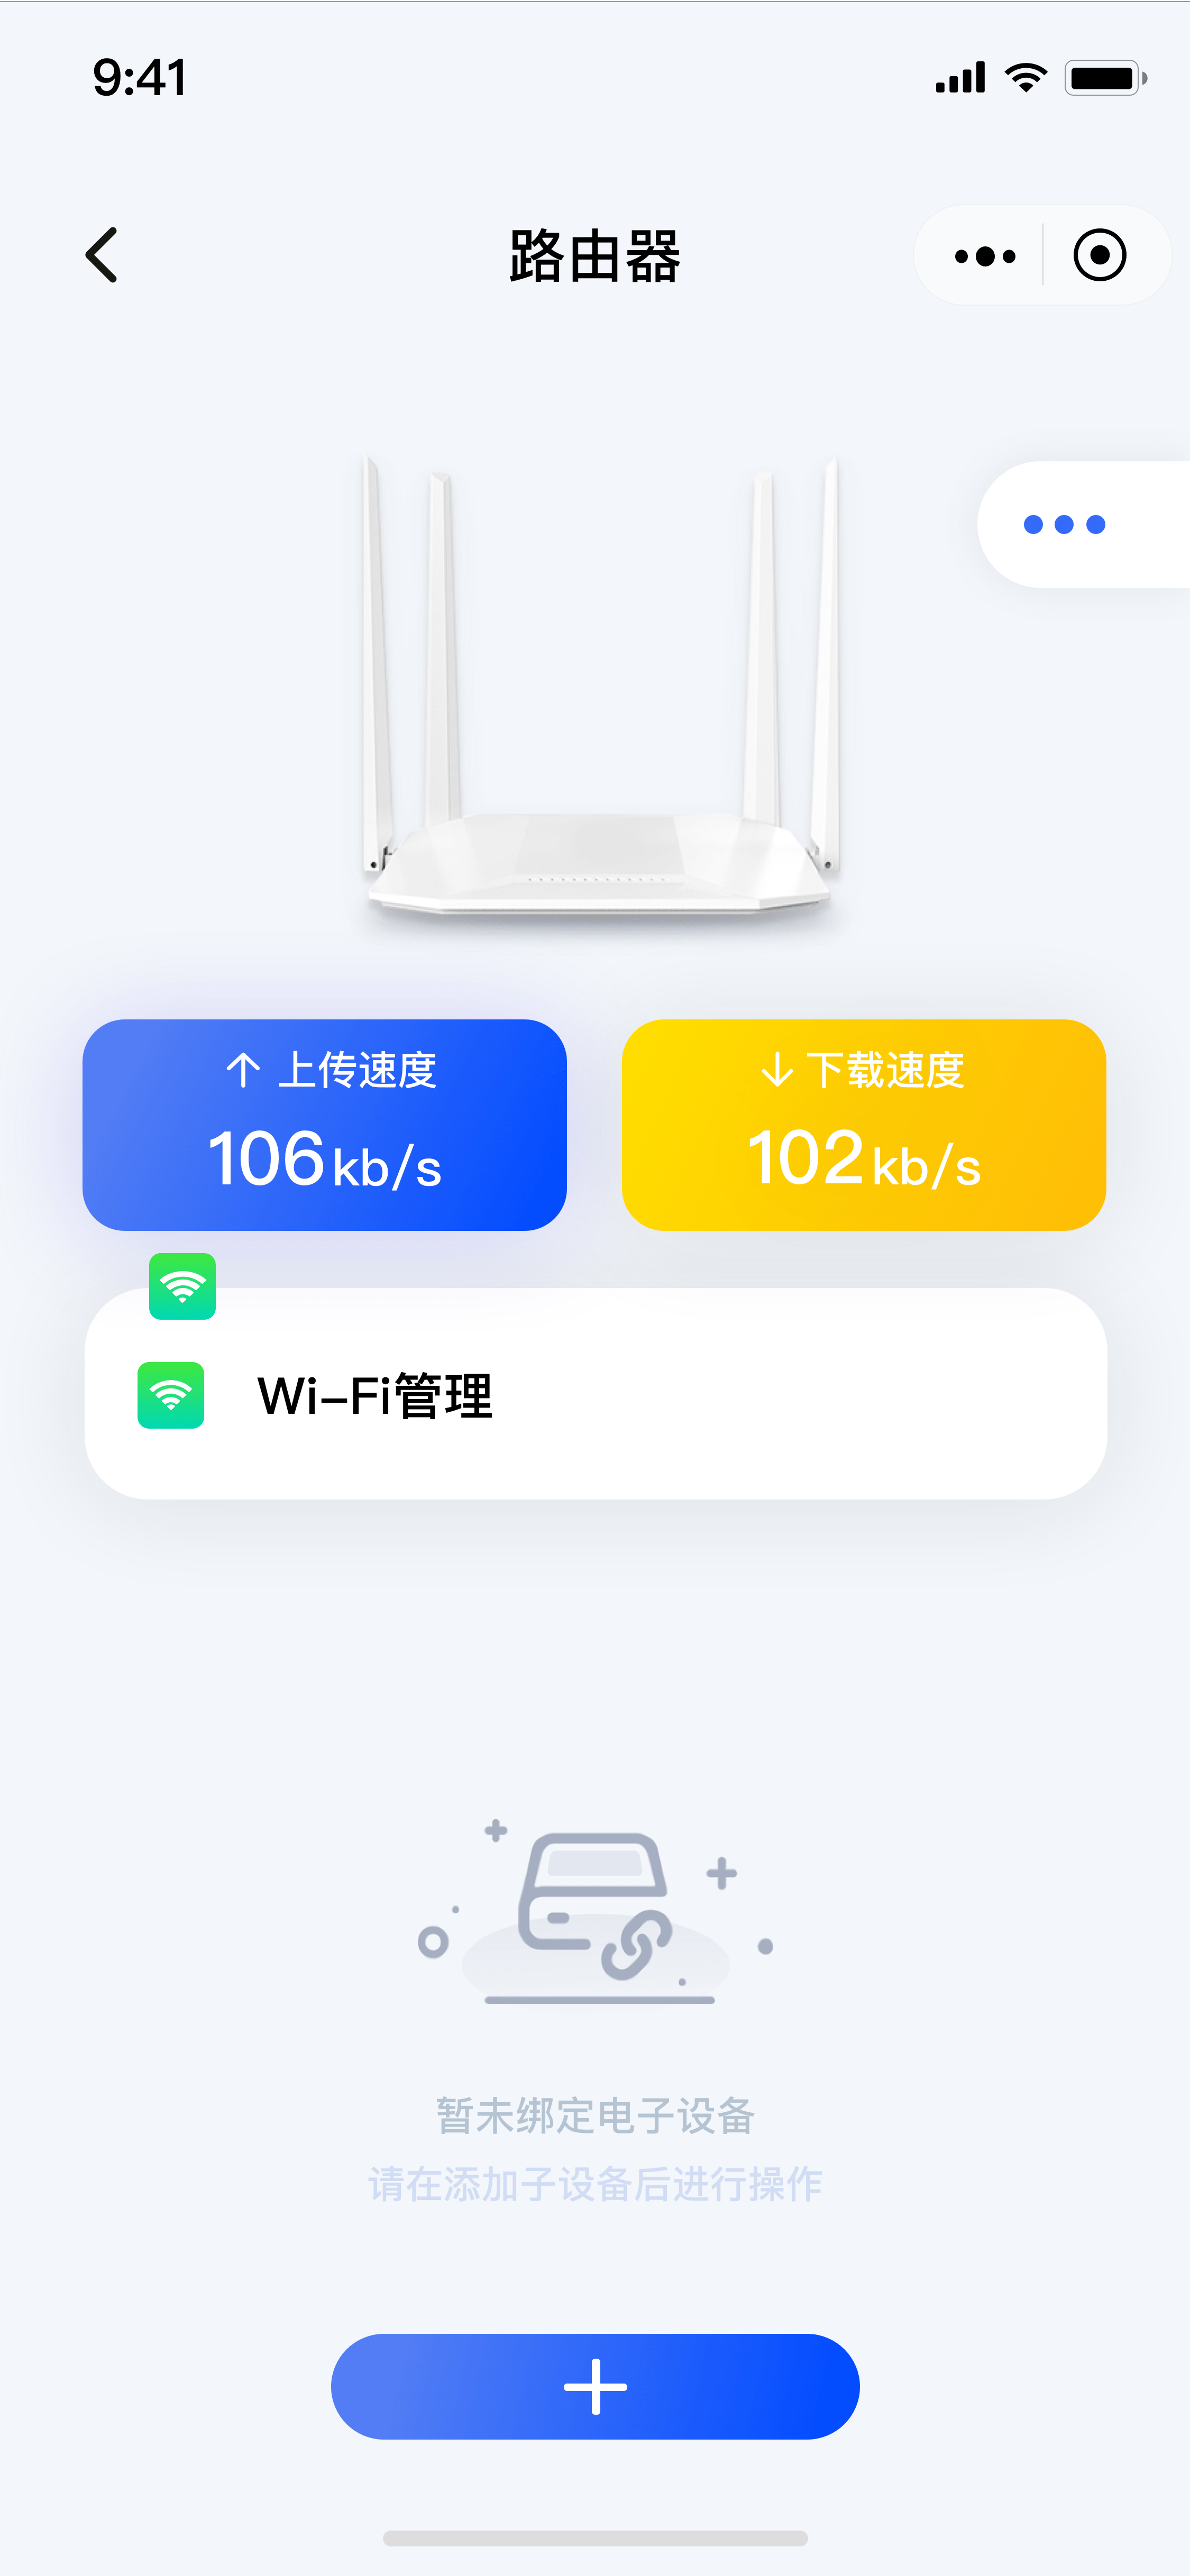 9:41
路由器
上传速度
下载速度
106kb/s
102kb/s
Wi-Fi管理
暂未绑定电子设备
请在添加子设备后进行操作